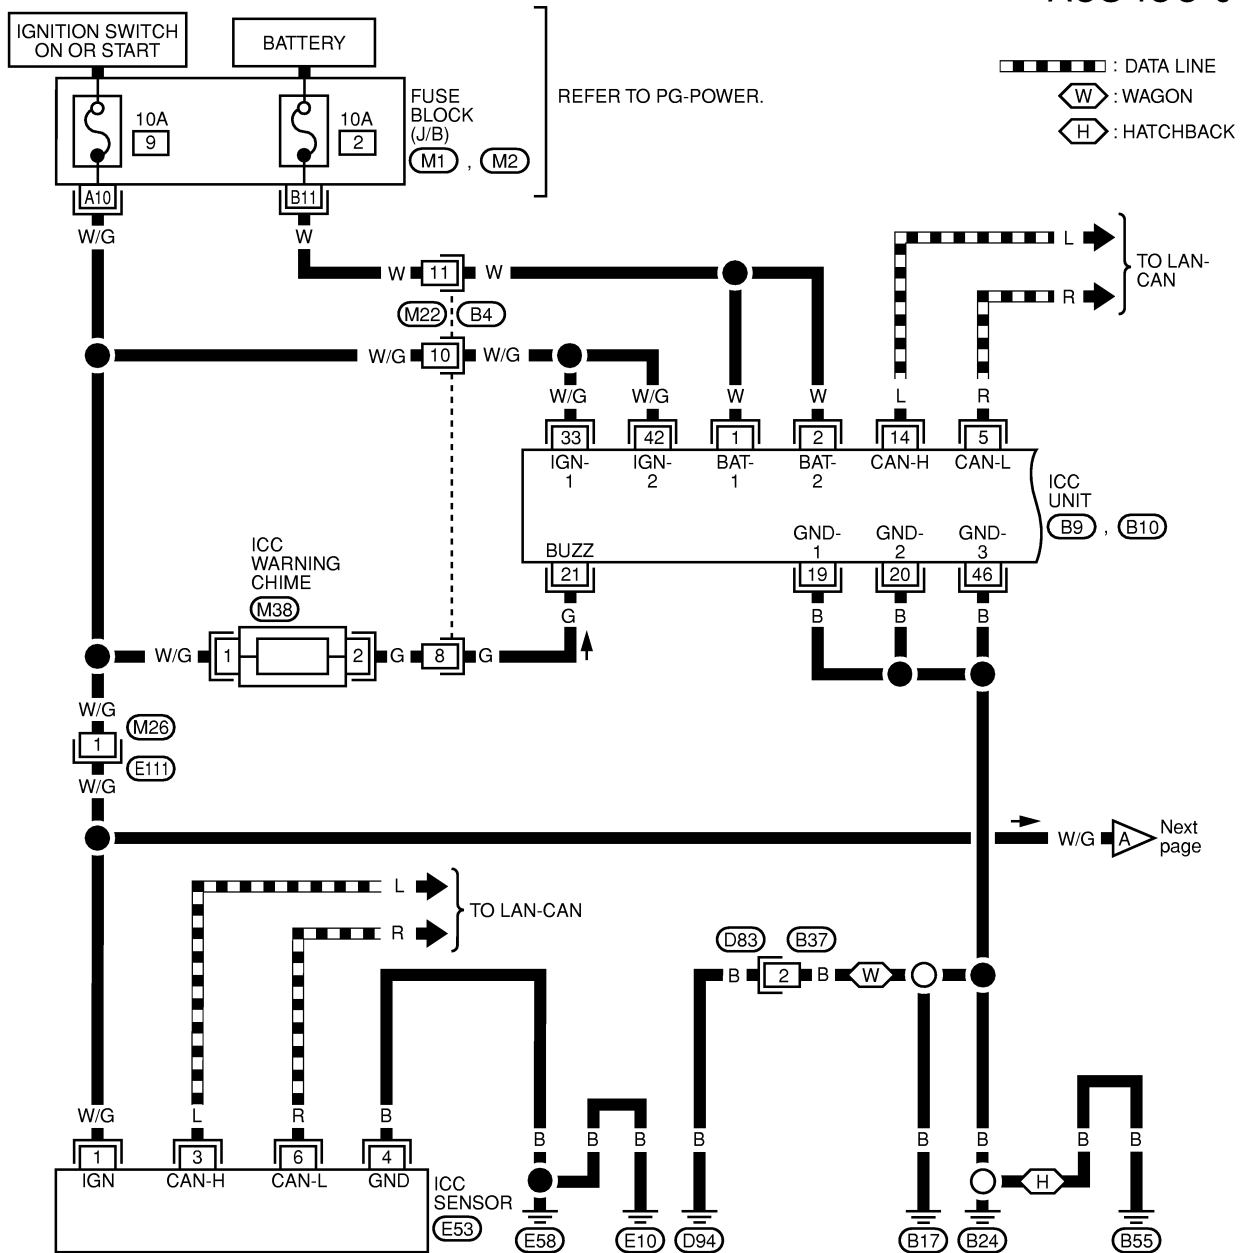 IGNITION SWITCH
ON OR START
BATTERY
REFER TO PG-POWER.
: DATA LINE
W : WAGON
H : HATCHBACK
10A
9
10A
2
FUSE
BLOCK
(J/B)
M1 , M2
A10
B11
W/G
W
W 11 W
M22 B4
W/G 10 W/G
L
R
TO LAN-
CAN
W/G W/G W W L R
33 42 1 2 14 5
IGN-
1
IGN-
2
BAT-
1
BAT-
2
CAN-H
CAN-L
ICC
UNIT
B9 , B10
BUZZ
GND-
1
GND-
2
GND-
3
21 19 20 46
G B B B
ICC
WARNING
CHIME
M38
W/G 1 2 G 8 G
W/G
M26
1
E111
W/G
W/G A Next
page
L
R
TO LAN-CAN
D83 B37
B 2 B W
W/G L R B
1 3 6 4
IGN CAN-H CAN-L GND
ICC
SENSOR
E53
B B B B B B B B
H
E58 E10 D94 B17 B24 B55